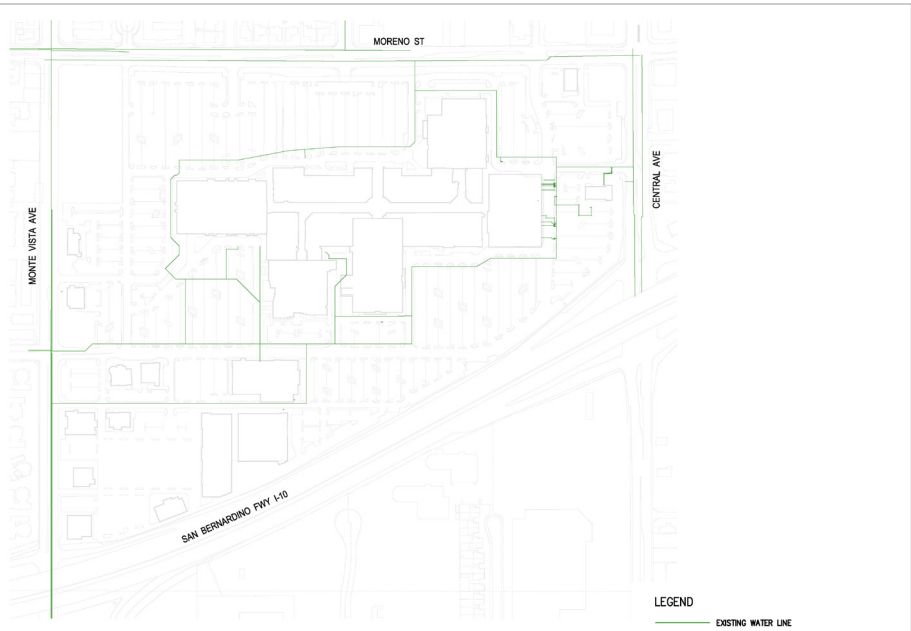 MORENO ST
CENTRAL AVE
MONTE VISTA AVE
SAN BERNARDINO FWY I-10
LEGEND
EXISTING WATER LINE